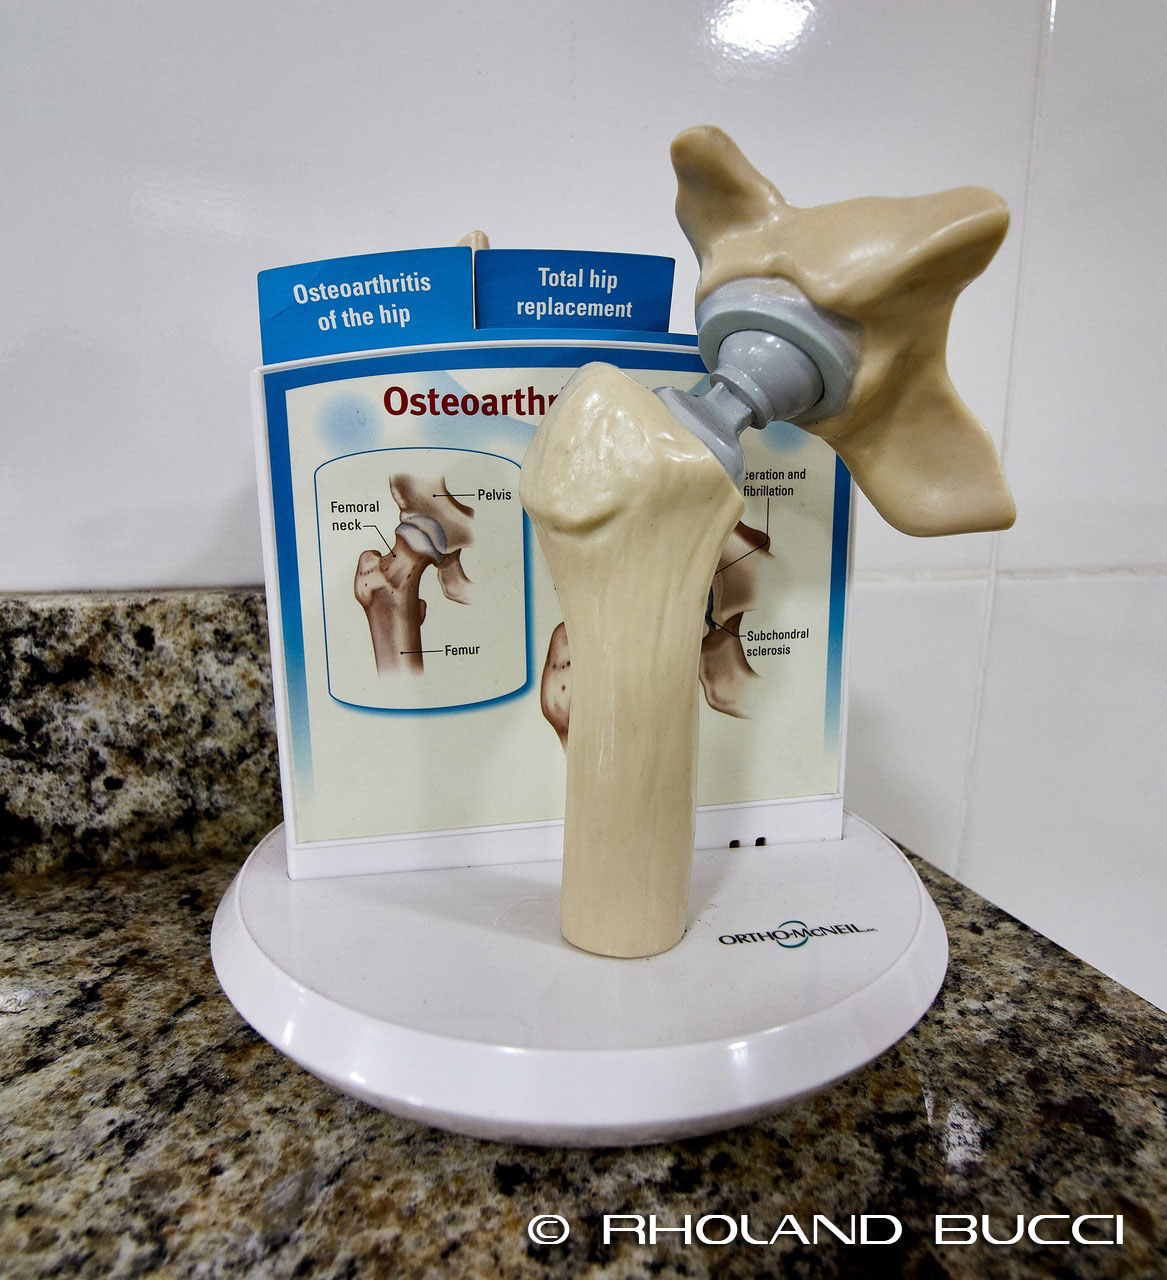 Osteoarthritis
of the hip
Total hip
replacement
Osteoarthr
Femoral
neck
Pelvis
Femur
ceration and
fibrillation
Subchondral
sclerosis
ORTHO-McNEIL
© RHOLAND BUCCI